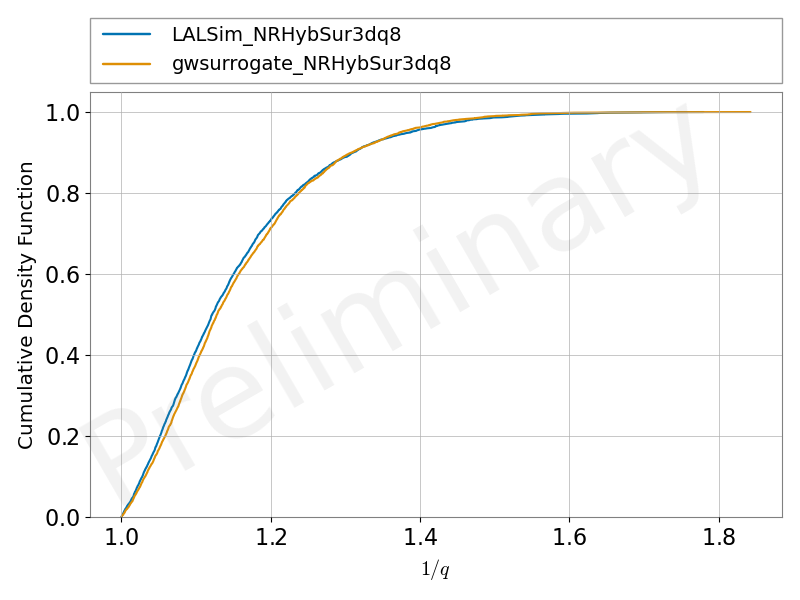 LALSim_NRHybSur3dq8
gwsurrogate_NRHybSur3dq8
1.0
0.8
0.6
0.4
0.2
0.0
Cumulative Density Function
Preliminary
1.0 1.2 1.4 1.6 1.8
1/q